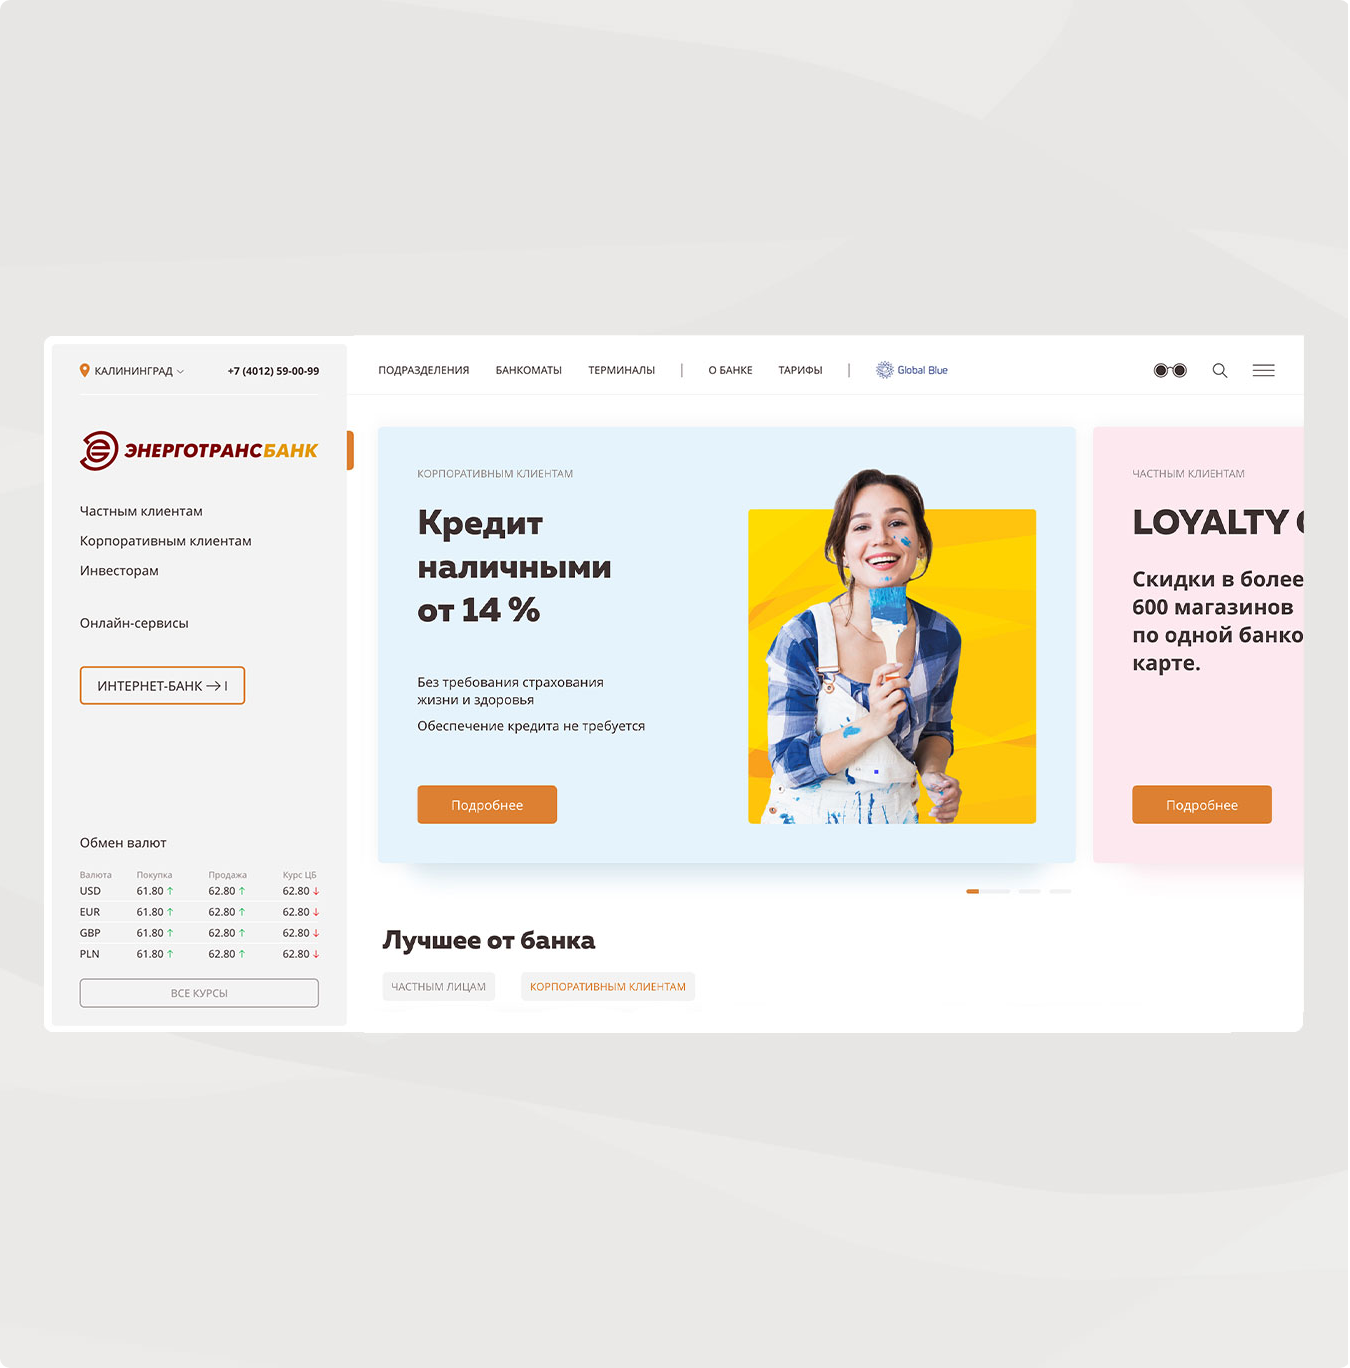 КАЛИНИНГРАД
+7 (4012) 59-00-99
ЭНЕРГОТРАНСБАНК
Частным клиентам
Корпоративным клиентам
Инвесторам
Онлайн-сервисы
ИНТЕРНЕТ-БАНК
Обмен валют
Валюта Покупка Продажа Курс ЦБ
USD 61.80 ↑ 62.80 ↑ 62.80 ↓
EUR 61.80 ↑ 62.80 ↑ 62.80 ↓
GBP 61.80 ↑ 62.80 ↑ 62.80 ↓
PLN 61.80 ↑ 62.80 ↑ 62.80 ↓
ВСЕ КУРСЫ
ПОДРАЗДЕЛЕНИЯ БАНКОМАТЫ ТЕРМИНАЛЫ | О БАНКЕ ТАРИФЫ | Global Blue
КОРПОРАТИВНЫМ КЛИЕНТАМ
Кредит
наличными
от 14 %
Без требования страхования
жизни и здоровья
Обеспечение кредита не требуется
Подробнее
ЧАСТНЫМ КЛИЕНТАМ
LOYALTY
Скидки в более
600 магазинов
по одной банко
карте.
Подробнее
Лучшее от банка
ЧАСТНЫМ ЛИЦАМ
КОРПОРАТИВНЫМ КЛИЕНТАМ